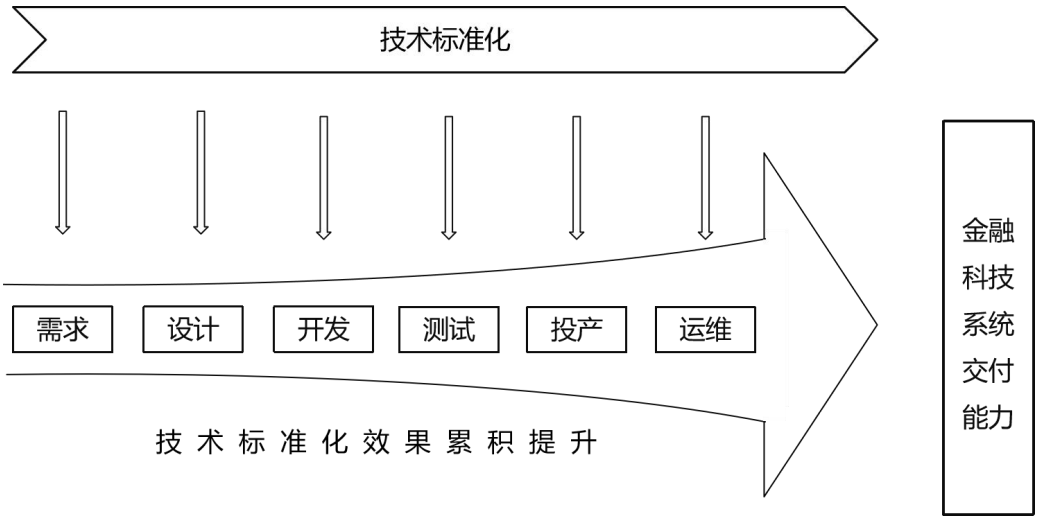 技术标准化
需求
设计
开发
测试
投产
运维
技术标准化效果累积提升
金融
科技
系统
交付
能力